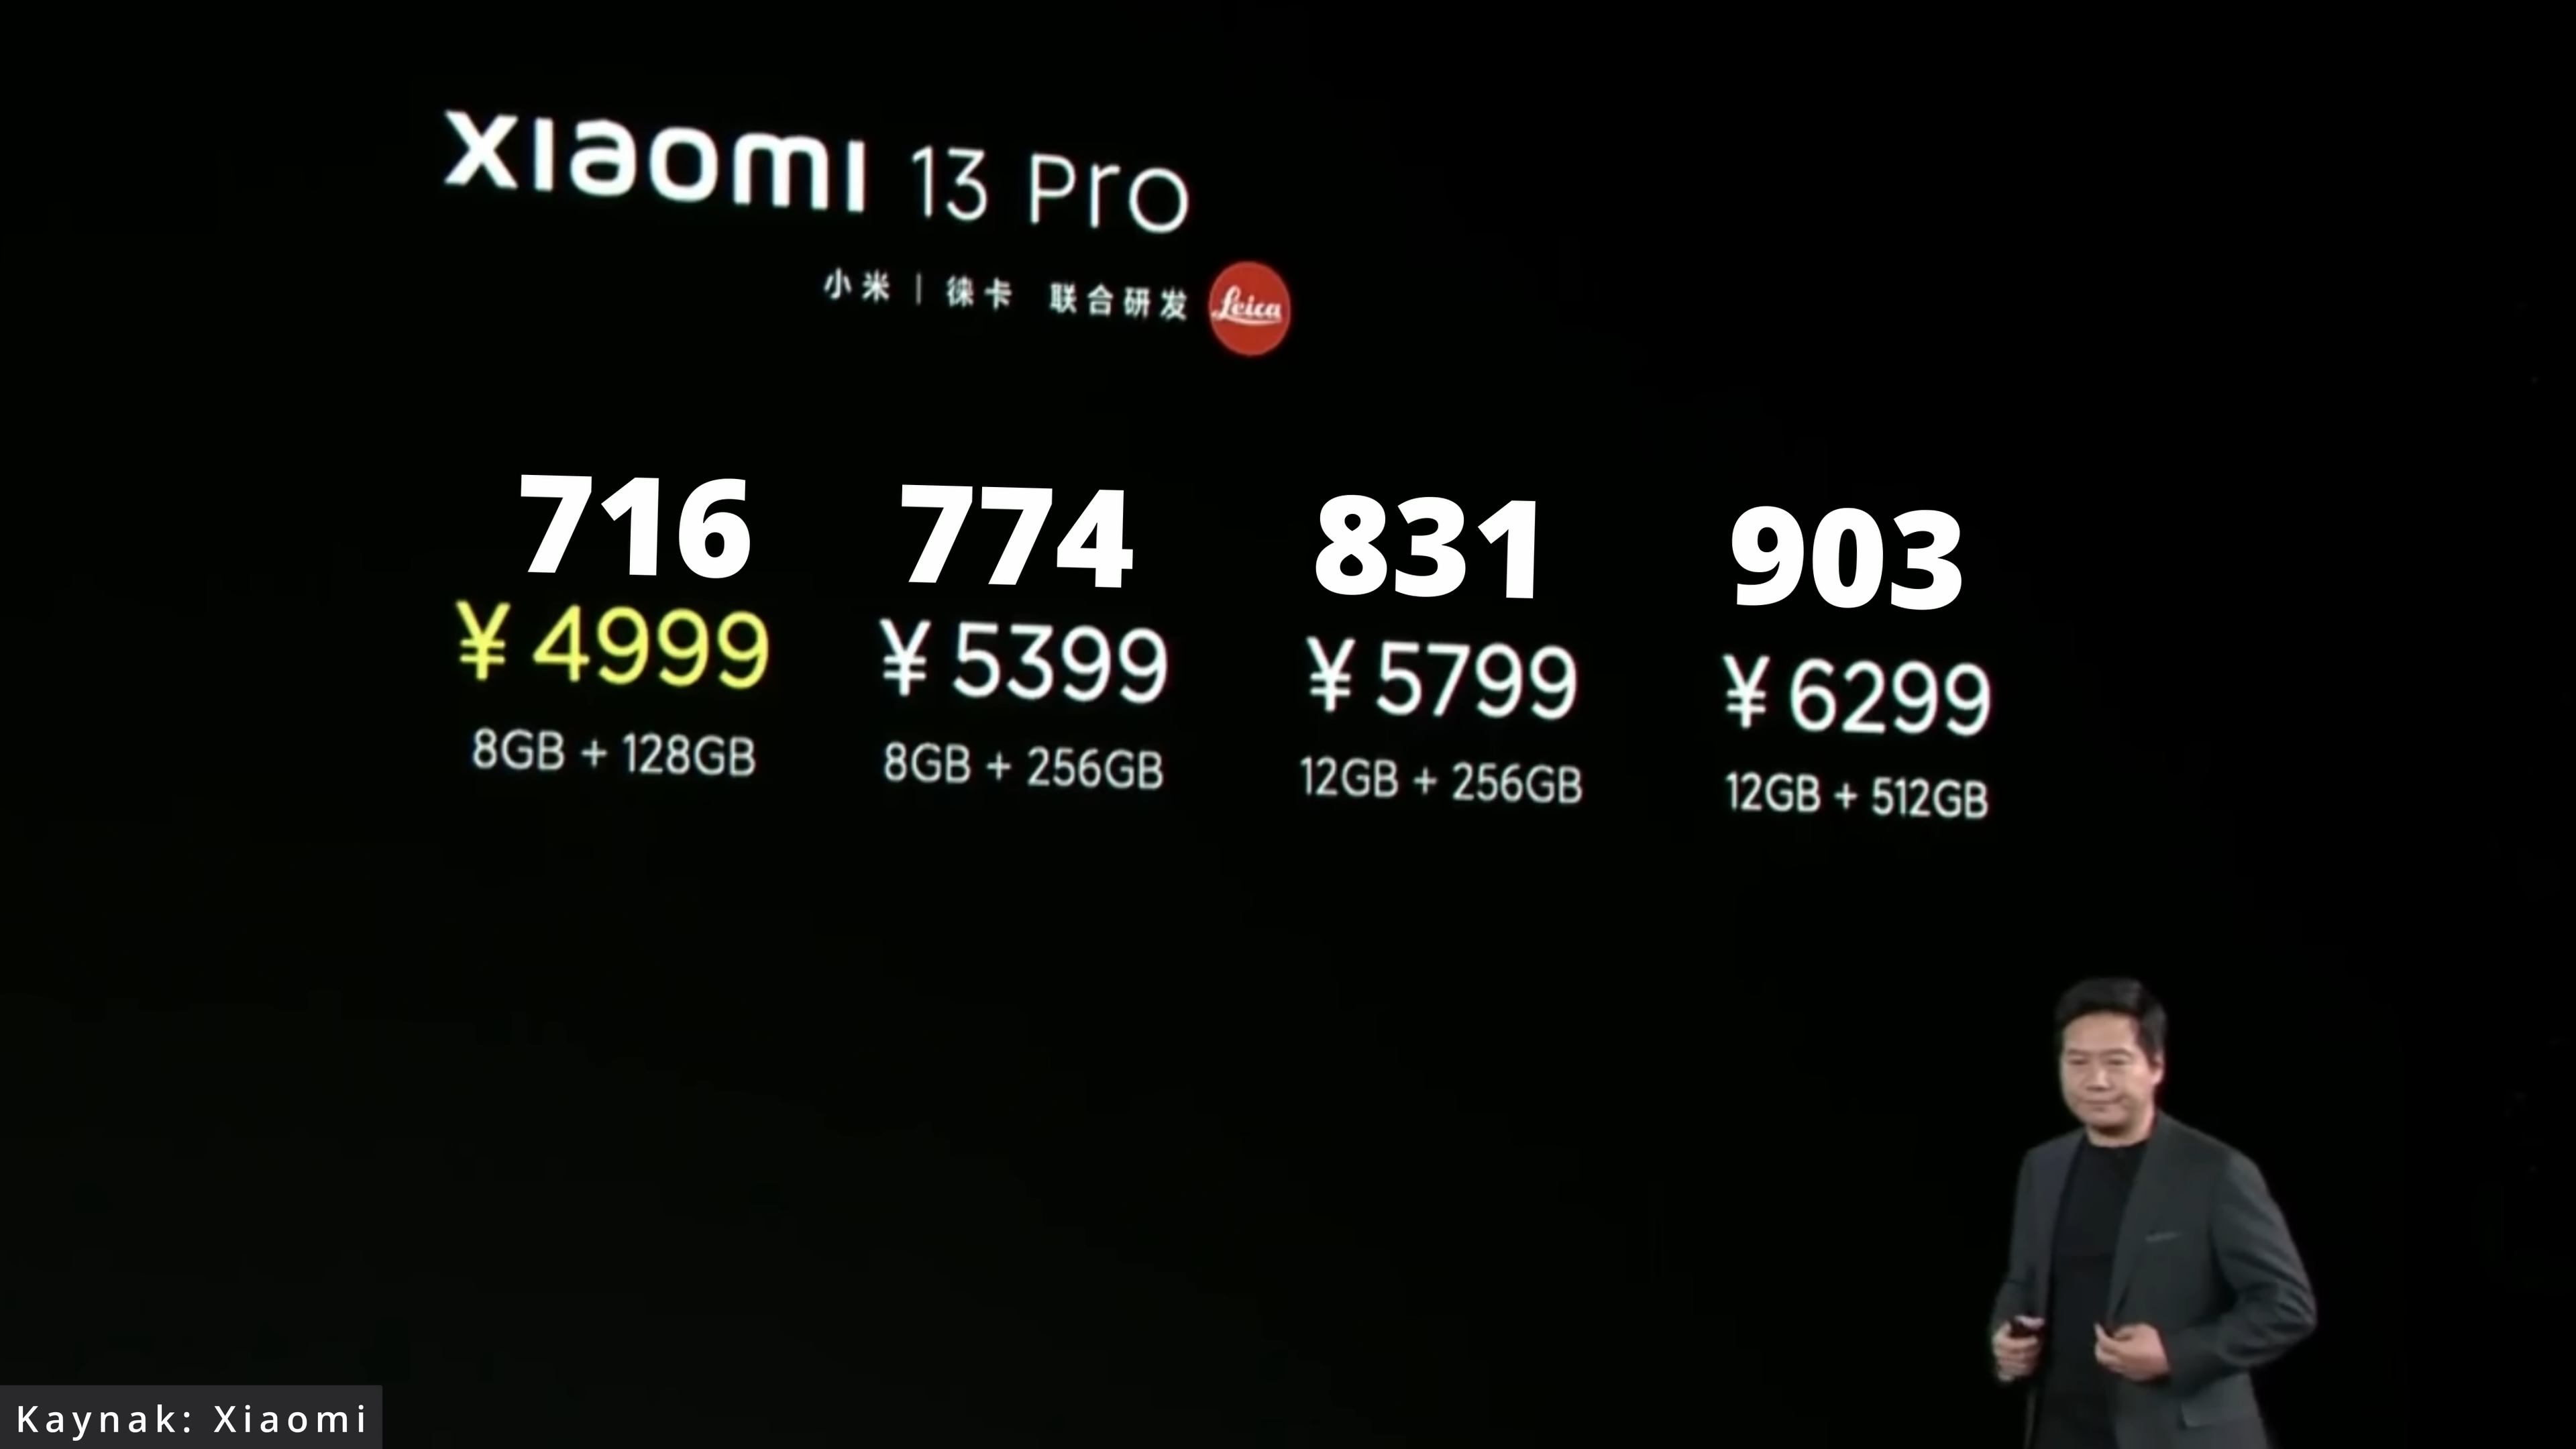 xiaomi 13 Pro
小米 | 徕卡 联合研发 Leica
716 774 831 903
¥4999 ¥5399 ¥5799 ¥6299
8GB + 128GB 8GB + 256GB 12GB + 256GB 12GB + 512GB
Kaynak: Xiaomi